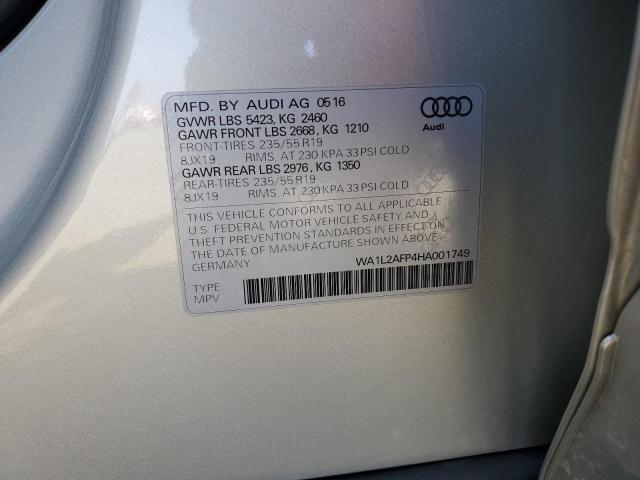 MFD. BY AUDI AG 05 16
GVWR LBS 5423, KG 2460
GAWR FRONT LBS 2668, KG 1210
FRONT-TIRES 235/55 R19
8JX19 RIMS, AT 230 KPA 33 PSI COLD
GAWR REAR LBS 2976, KG 1350
REAR-TIRES 235/55 R19
8JX19 RIMS, AT 230 KPA 33 PSI COLD
THIS VEHICLE CONFORMS TO ALL APPLICABLE
U.S. FEDERAL MOTOR VEHICLE SAFETY AND
THEFT PREVENTION STANDARDS IN EFFECT ON
THE DATE OF MANUFACTURE SHOWN ABOVE.
GERMANY
WA1L2AFP4HA001749
TYPE
MPV
Audi